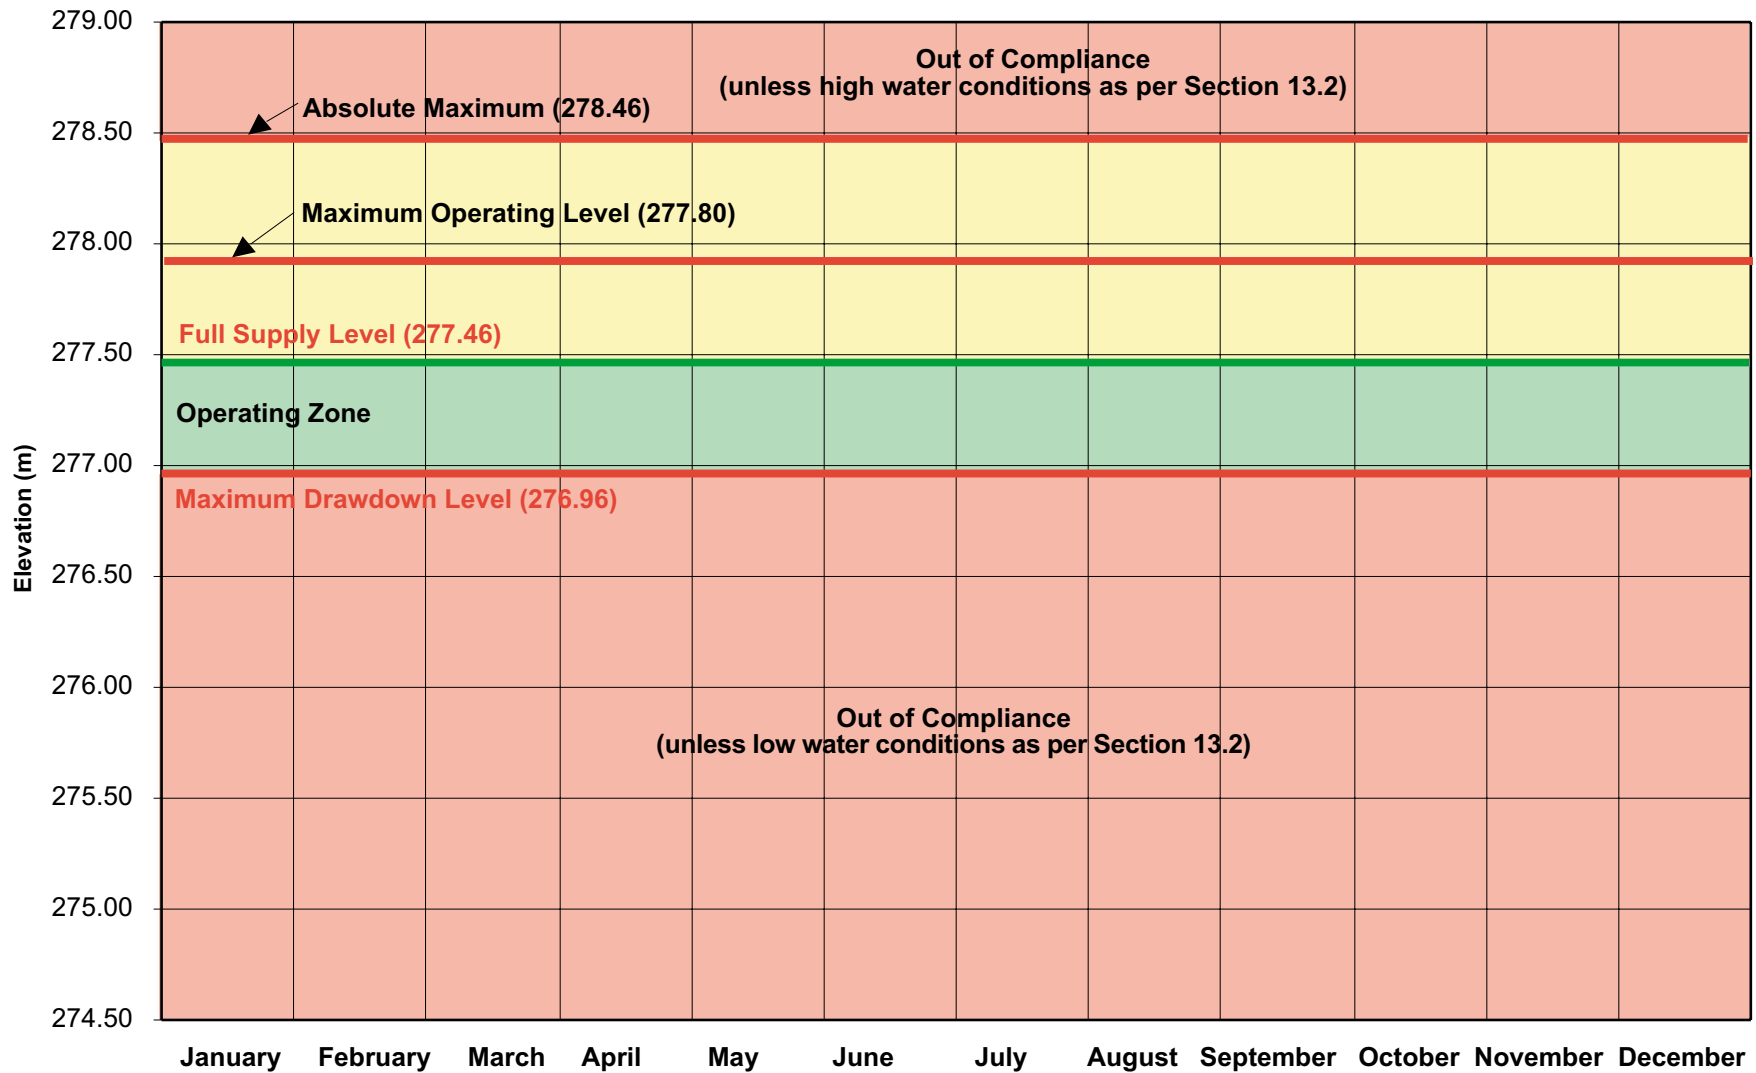 279.00
Out of Compliance
(unless high water conditions as per Section 13.2)
Absolute Maximum (278.46)
278.50
Maximum Operating Level (277.80)
278.00
Full Supply Level (277.46)
277.50
Operating Zone
277.00
Maximum Drawdown Level (276.96)
Elevation (m)
276.50
276.00
Out of Compliance
(unless low water conditions as per Section 13.2)
275.50
275.00
274.50
January February March April May June July August September October November December